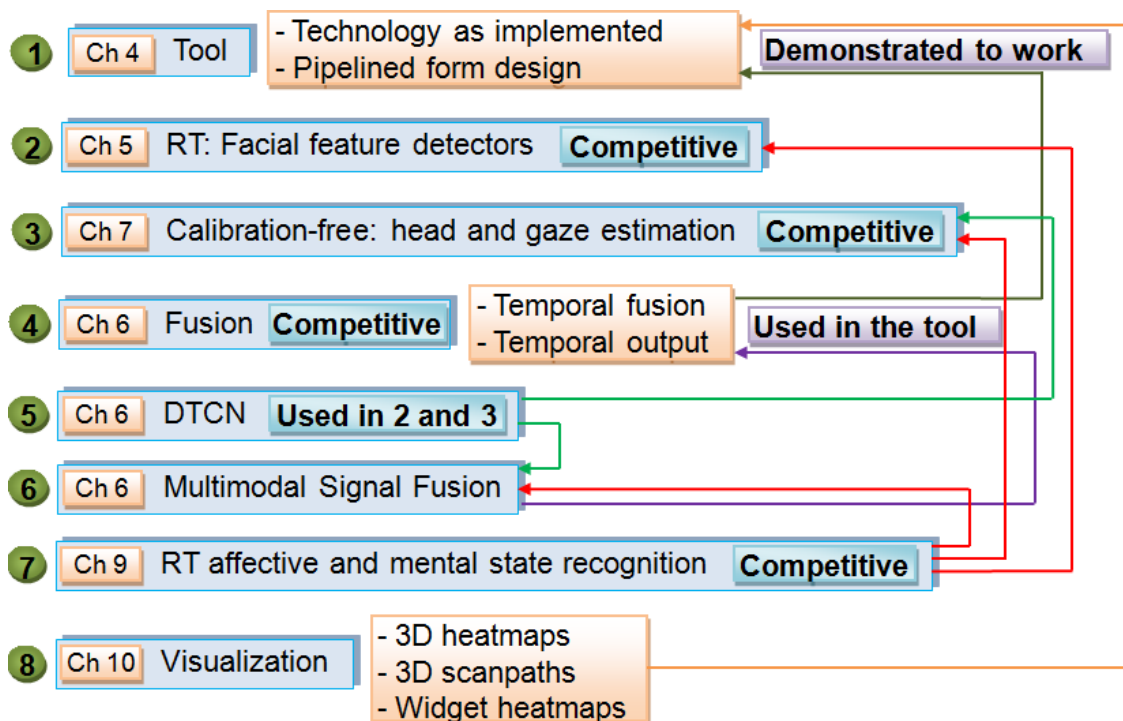 1 Ch 4 Tool - Technology as implemented
- Pipelined form design
Demonstrated to work
2 Ch 5 RT: Facial feature detectors Competitive
3 Ch 7 Calibration-free: head and gaze estimation Competitive
4 Ch 6 Fusion Competitive - Temporal fusion
- Temporal output
Used in the tool
5 Ch 6 DTCN Used in 2 and 3
6 Ch 6 Multimodal Signal Fusion
7 Ch 9 RT affective and mental state recognition Competitive
8 Ch 10 Visualization - 3D heatmaps
- 3D scanpaths
- Widget heatmaps